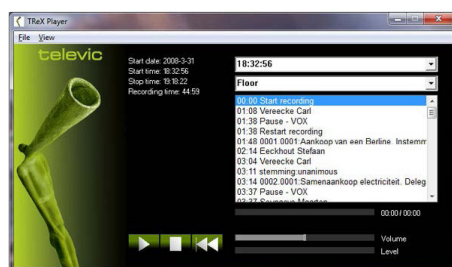 TReX Player
File View
televic
Start date: 2008-3-31
Start time: 18:32:56
Stop time: 19:18:22
Recording time: 44:59
18:32:56
Floor
00:00 Start recording
01:08 Vereecke Carl
01:38 Pause - VOX
01:38 Restart recording
01:48 0001.0001:Aankoop van een Berline. Instemm
02:14 Eeckhout Stefaan
03:04 Vereecke Carl
03:11 stemming:unanimous
03:14 0002.0001:Samenaankoop electriciteit. Deleg
03:37 Pause - VOX
00:00 / 00:00
Volume
Level